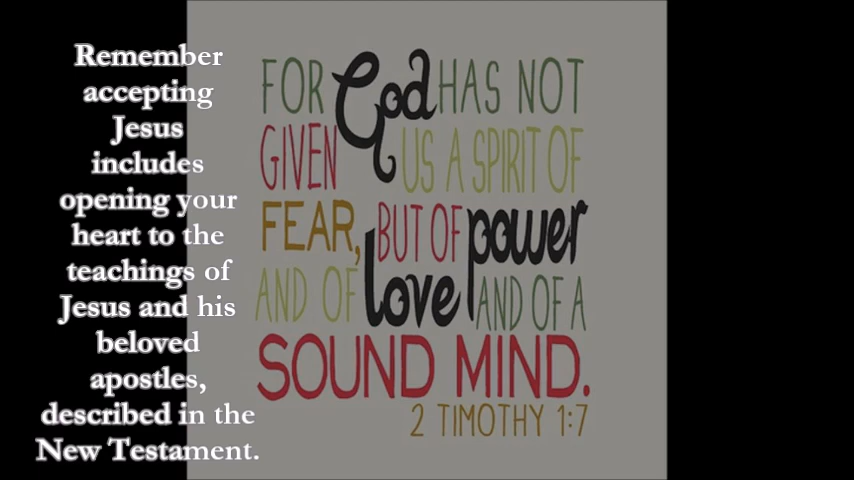 Remember
accepting
Jesus
includes
opening your
heart to the
teachings of
Jesus and his
beloved
apostles,
described in the
New Testament.
FOR God HAS NOT
GIVEN US A SPIRIT OF
FEAR, BUT OF power
AND OF love AND OF A
SOUND MIND.
2 TIMOTHY 1:7